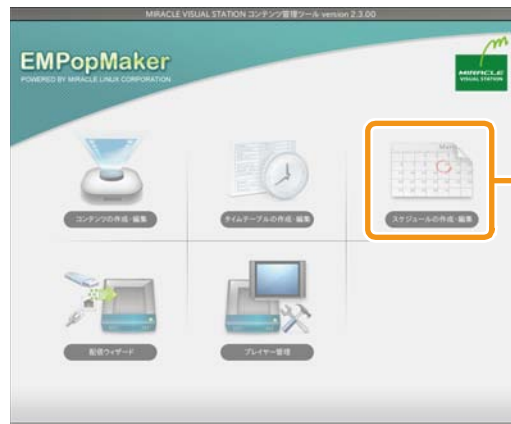 MIRACLE VISUAL STATION コンテンツ管理ツール version 2.3.00
EMPopMaker
POWERED BY MIRACLE LINUX CORPORATION
MIRACLE
VISUAL STATION
コンテンツの作成・編集
タイムテーブルの作成・編集
スケジュールの作成・編集
配信ウィザード
プレイヤー管理